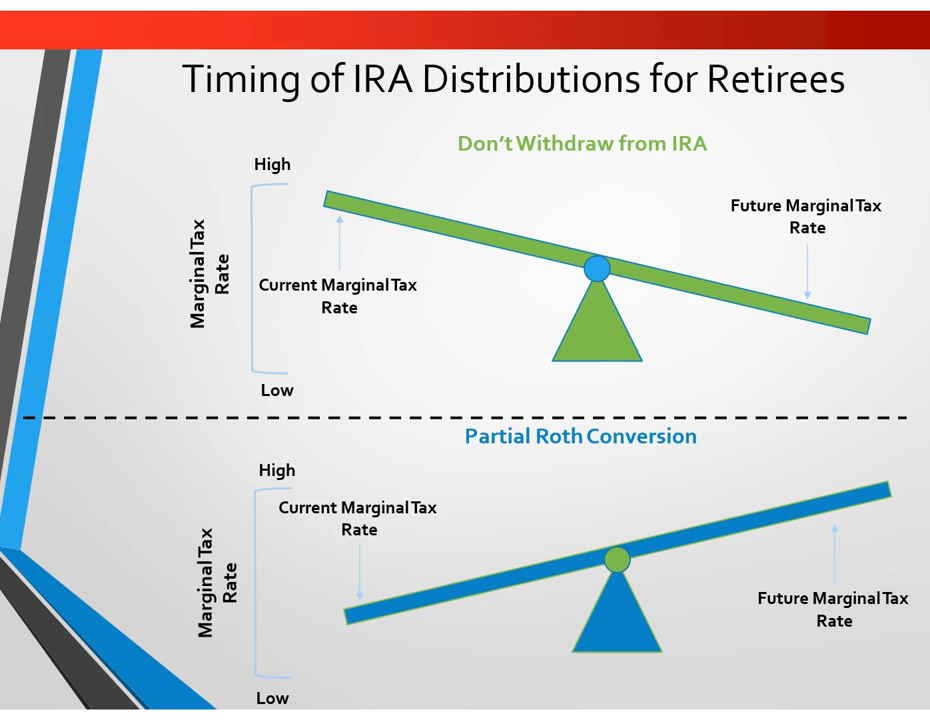 Timing of IRA Distributions for Retirees
Don't Withdraw from IRA
High
Marginal Tax
Rate
Current Marginal Tax
Rate
Future Marginal Tax
Rate
Low
Partial Roth Conversion
High
Marginal Tax
Rate
Current Marginal Tax
Rate
Future Marginal Tax
Rate
Low